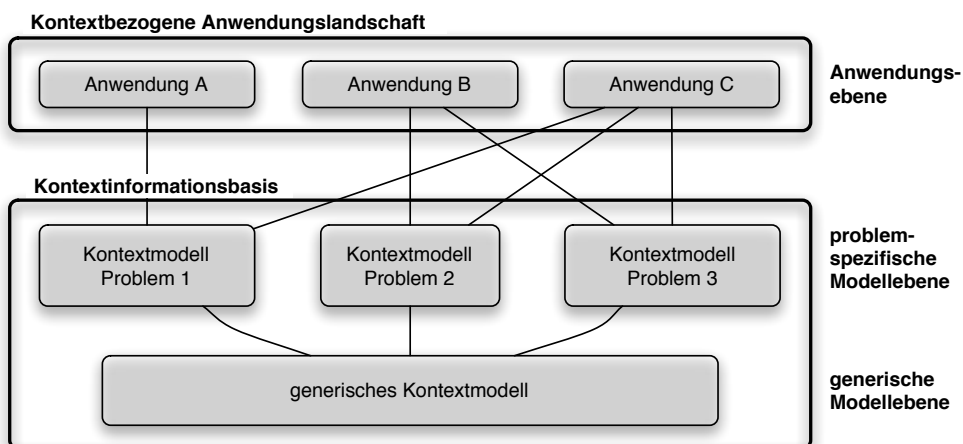 Kontextbezogene Anwendungslandschaft
Anwendung A
Anwendung B
Anwendung C
Anwendungs-
ebene
Kontextinformationsbasis
Kontextmodell
Problem 1
Kontextmodell
Problem 2
Kontextmodell
Problem 3
problem-
spezifische
Modellebene
generisches Kontextmodell
generische
Modellebene